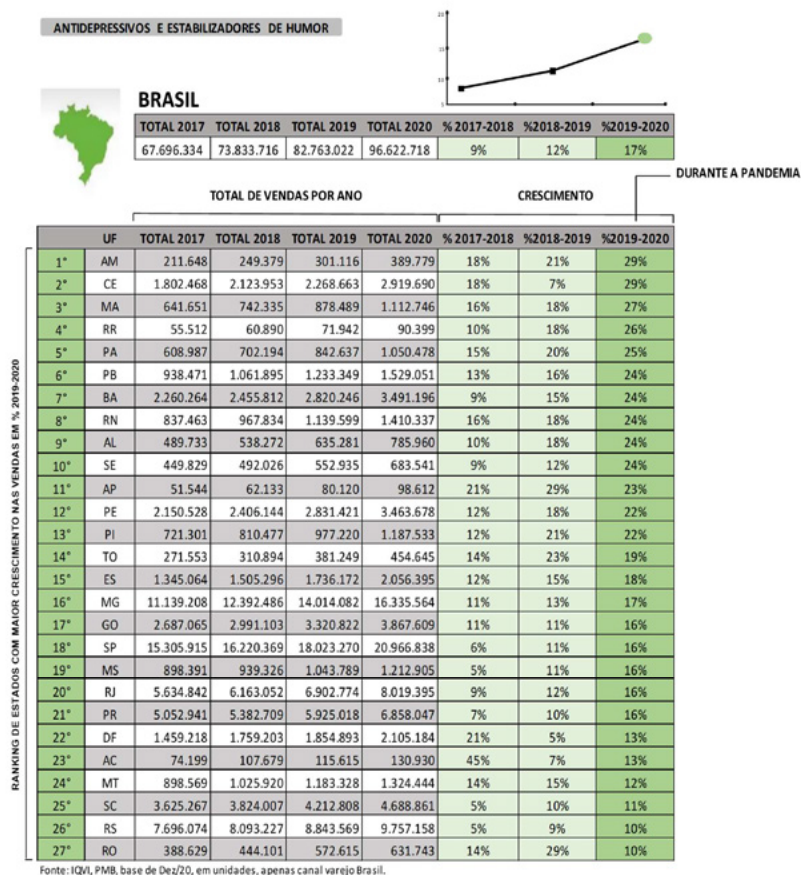 ANTIDEPRESSIVOS E ESTABILIZADORES DE HUMOR
20
15
10
5
BRASIL
TOTAL 2017 TOTAL 2018 TOTAL 2019 TOTAL 2020 % 2017-2018 %2018-2019 %2019-2020
67.696.334 73.833.716 82.763.022 96.622.718 9% 12% 17%
DURANTE A PANDEMIA
TOTAL DE VENDAS POR ANO CRESCIMENTO
UF TOTAL 2017 TOTAL 2018 TOTAL 2019 TOTAL 2020 % 2017-2018 %2018-2019 %2019-2020
1° AM 211.648 249.379 301.116 389.779 18% 21% 29%
2° CE 1.802.468 2.123.953 2.268.663 2.919.690 18% 7% 29%
3° MA 641.651 742.335 878.489 1.112.746 16% 18% 27%
4° RR 55.512 60.890 71.942 90.399 10% 18% 26%
5° PA 608.987 702.194 842.637 1.050.478 15% 20% 25%
6° PB 938.471 1.061.895 1.233.349 1.529.051 13% 16% 24%
7° BA 2.260.264 2.455.812 2.820.246 3.491.196 9% 15% 24%
8° RN 837.463 967.834 1.139.599 1.410.337 16% 18% 24%
9° AL 489.733 538.272 635.281 785.960 10% 18% 24%
10° SE 449.829 492.026 552.935 683.541 9% 12% 24%
11° AP 51.544 62.133 80.120 98.612 21% 29% 23%
12° PE 2.150.528 2.406.144 2.831.421 3.463.678 12% 18% 22%
13° PI 721.301 810.477 977.220 1.187.533 12% 21% 22%
14° TO 271.553 310.894 381.249 454.645 14% 23% 19%
15° ES 1.345.064 1.505.296 1.736.172 2.056.395 12% 15% 18%
16° MG 11.139.208 12.392.486 14.014.082 16.335.564 11% 13% 17%
17° GO 2.687.065 2.991.103 3.320.822 3.867.609 11% 11% 16%
18° SP 15.305.915 16.220.369 18.023.270 20.966.838 6% 11% 16%
19° MS 898.391 939.326 1.043.789 1.212.905 5% 11% 16%
20° RJ 5.634.842 6.163.052 6.902.774 8.019.395 9% 12% 16%
21° PR 5.052.941 5.382.709 5.925.018 6.858.047 7% 10% 16%
22° DF 1.459.218 1.759.203 1.854.893 2.105.184 21% 5% 13%
23° AC 74.199 107.679 115.615 130.930 45% 7% 13%
24° MT 898.569 1.025.920 1.183.328 1.324.444 14% 15% 12%
25° SC 3.625.267 3.824.007 4.212.808 4.688.861 5% 10% 11%
26° RS 7.696.074 8.093.227 8.843.569 9.757.158 5% 9% 10%
27° RO 388.629 444.101 572.615 631.743 14% 29% 10%
RANKING DE ESTADOS COM MAIOR CRESCIMENTO NAS VENDAS EM % 2019-2020
Fonte: IQVI, PMB, base de Dez/20, em unidades, apenas canal varejo Brasil.